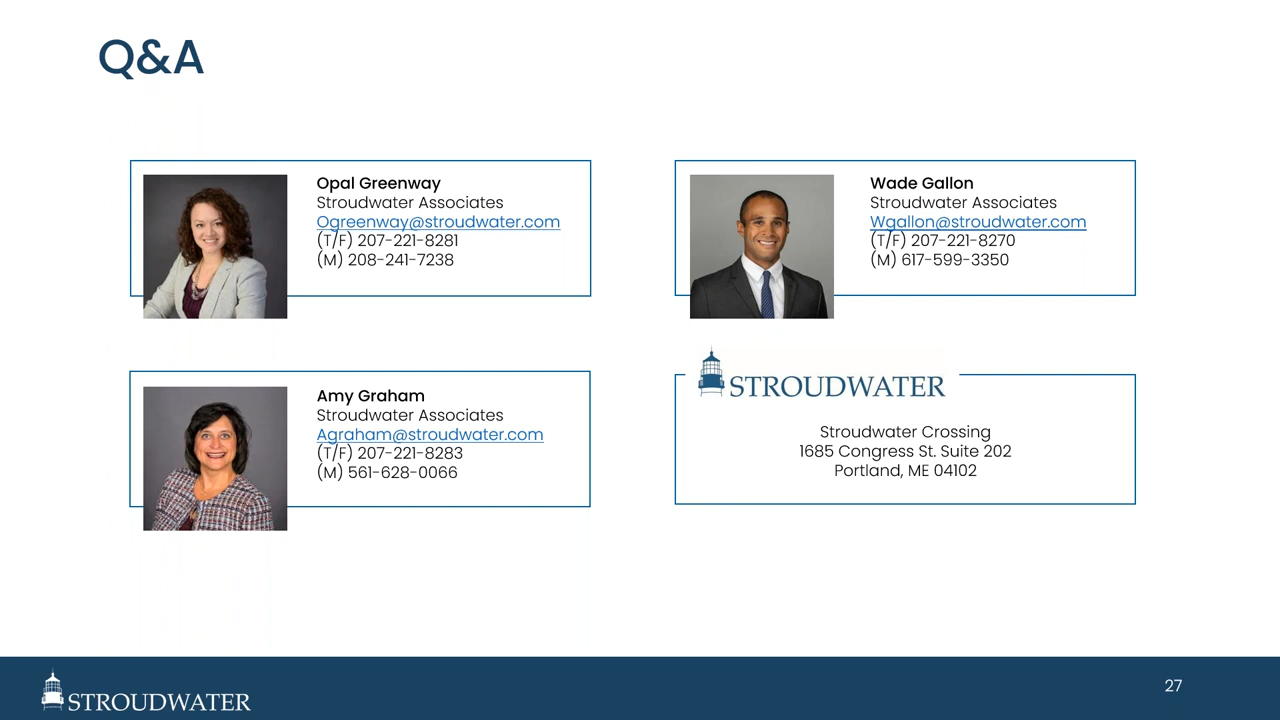 Q&A
Opal Greenway
Stroudwater Associates
Ogreenway@stroudwater.com
(T/F) 207-221-8281
(M) 208-241-7238
Wade Gallon
Stroudwater Associates
Wgallon@stroudwater.com
(T/F) 207-221-8270
(M) 617-599-3350
Amy Graham
Stroudwater Associates
Agraham@stroudwater.com
(T/F) 207-221-8283
(M) 561-628-0066
STROUDWATER
Stroudwater Crossing
1685 Congress St. Suite 202
Portland, ME 04102
STROUDWATER
27